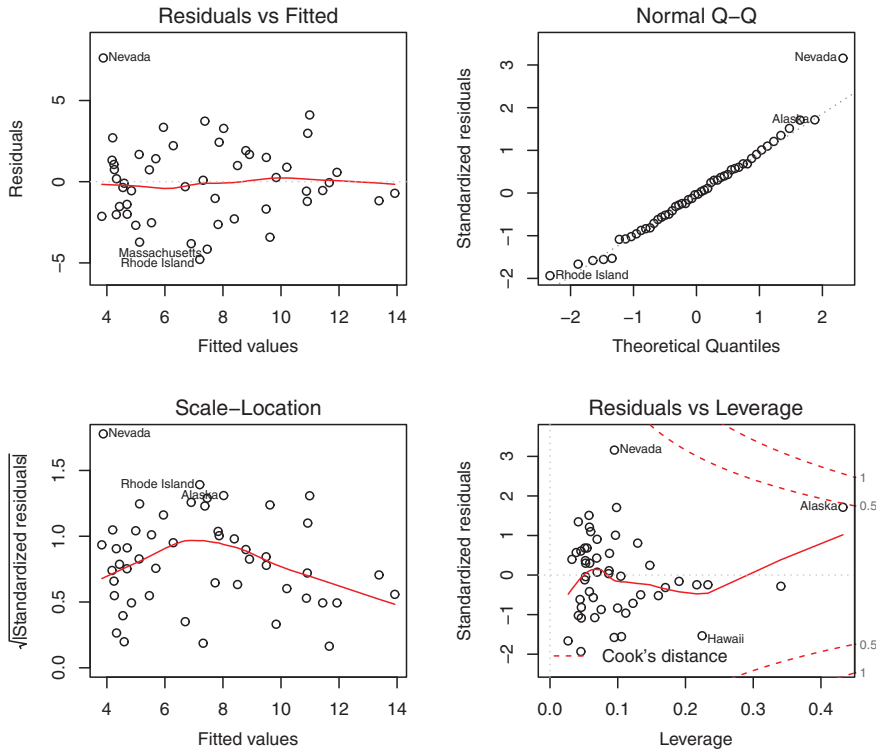 Residuals vs Fitted
Residuals
−5 0 5
Nevada
Massachusetts
Rhode Island
4 6 8 10 12 14
Fitted values
Normal Q−Q
Standardized residuals
−2 −1 0 1 2 3
Nevada
Alaska
Rhode Island
−2 −1 0 1 2
Theoretical Quantiles
Scale−Location
√|Standardized residuals|
0.0 0.5 1.0 1.5
Nevada
Rhode Island
Alaska
4 6 8 10 12 14
Fitted values
Residuals vs Leverage
Standardized residuals
−2 −1 0 1 2 3
Nevada
Alaska
Hawaii
Cook's distance
1
0.5
0.5
1
0.0 0.1 0.2 0.3 0.4
Leverage